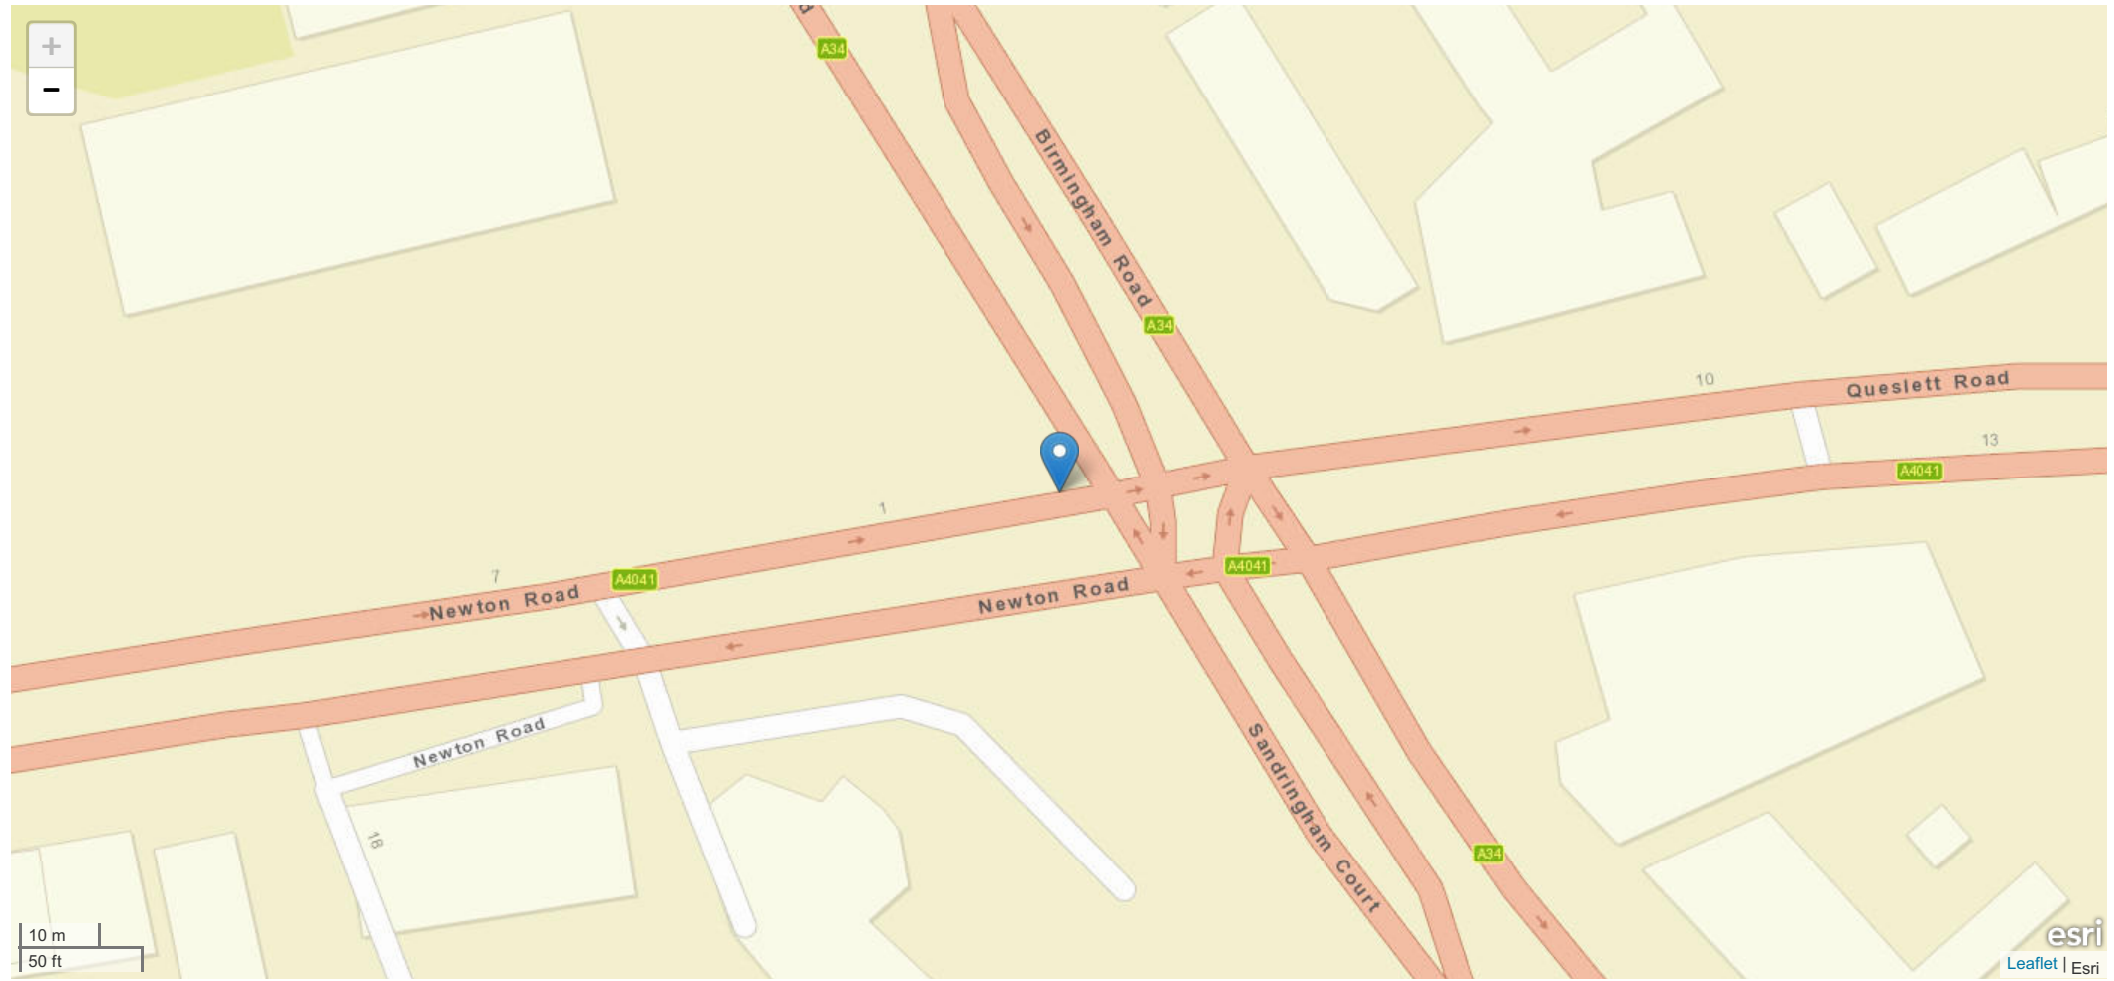 +
−
A34
Birmingham Road
A34
10
Queslett Road
13
A4041
1
7
A4041
Newton Road
Newton Road
A4041
Newton Road
18
Sandringham Court
A34
10 m
50 ft
esri
Leaflet | Esri